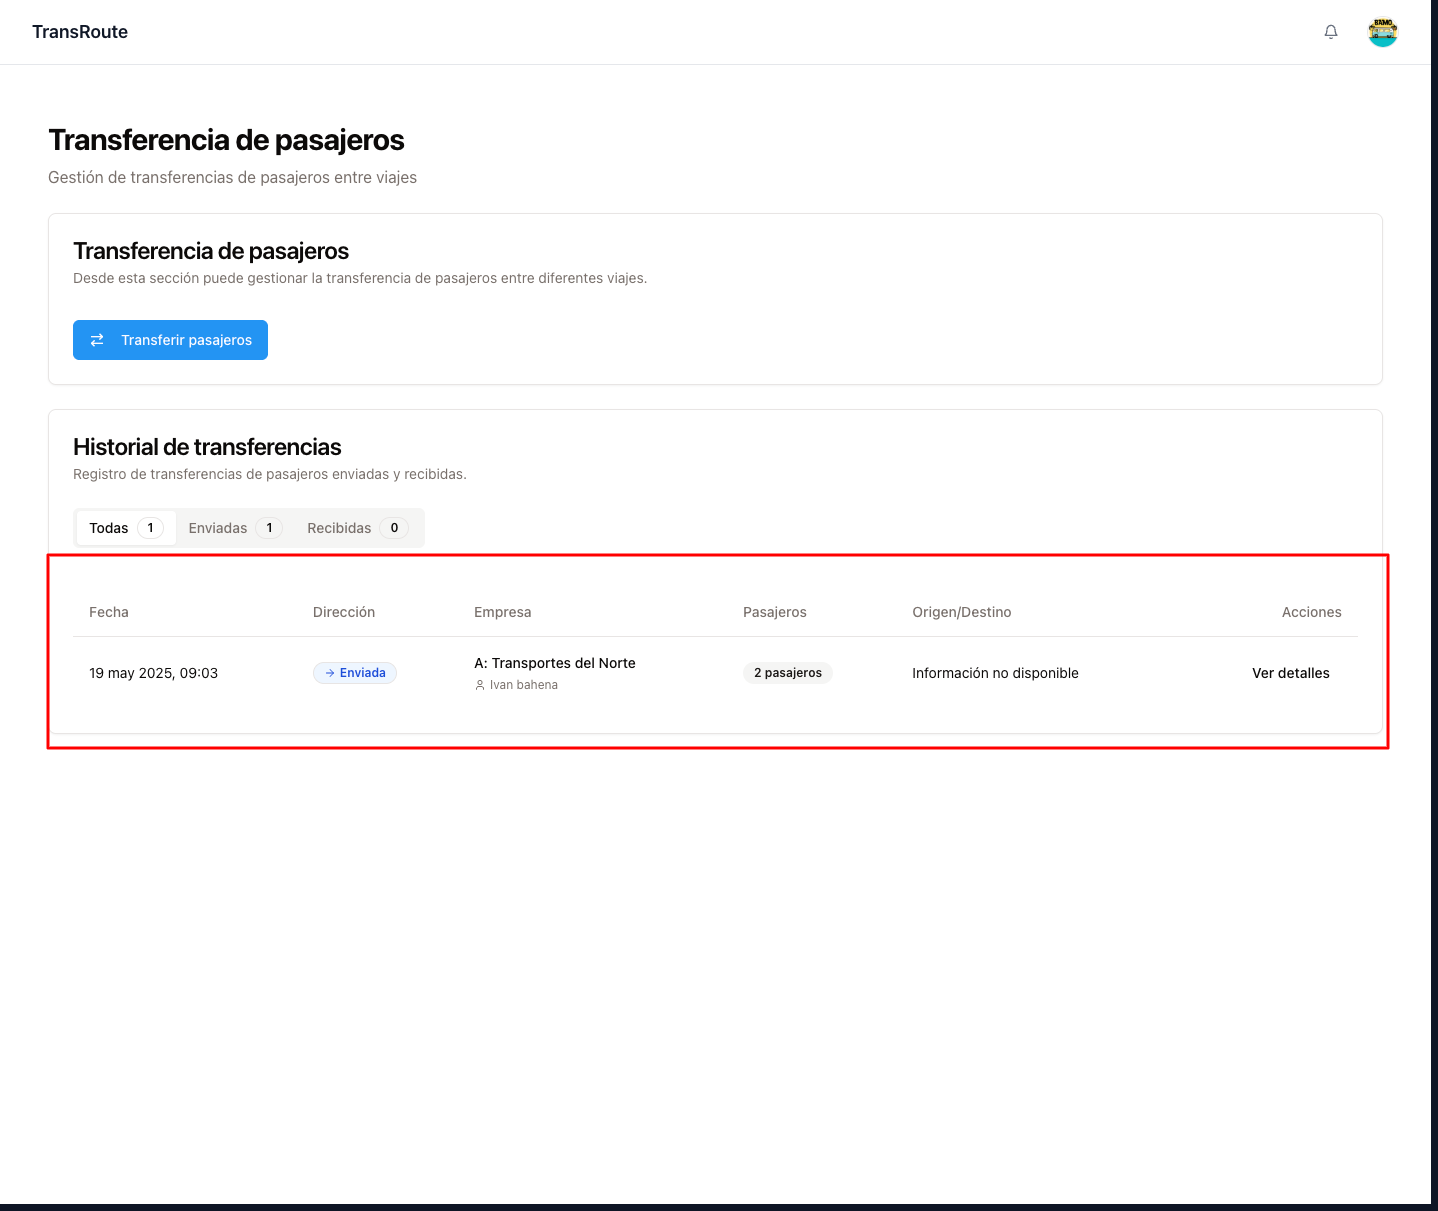 TransRoute
BAMO
Transferencia de pasajeros
Gestión de transferencias de pasajeros entre viajes
Transferencia de pasajeros
Desde esta sección puede gestionar la transferencia de pasajeros entre diferentes viajes.
Transferir pasajeros
Historial de transferencias
Registro de transferencias de pasajeros enviadas y recibidas.
Todas 1 Enviadas 1 Recibidas 0
Fecha Dirección Empresa Pasajeros Origen/Destino Acciones
19 may 2025, 09:03 → Enviada A: Transportes del Norte 2 pasajeros Información no disponible Ver detalles
Ivan bahena